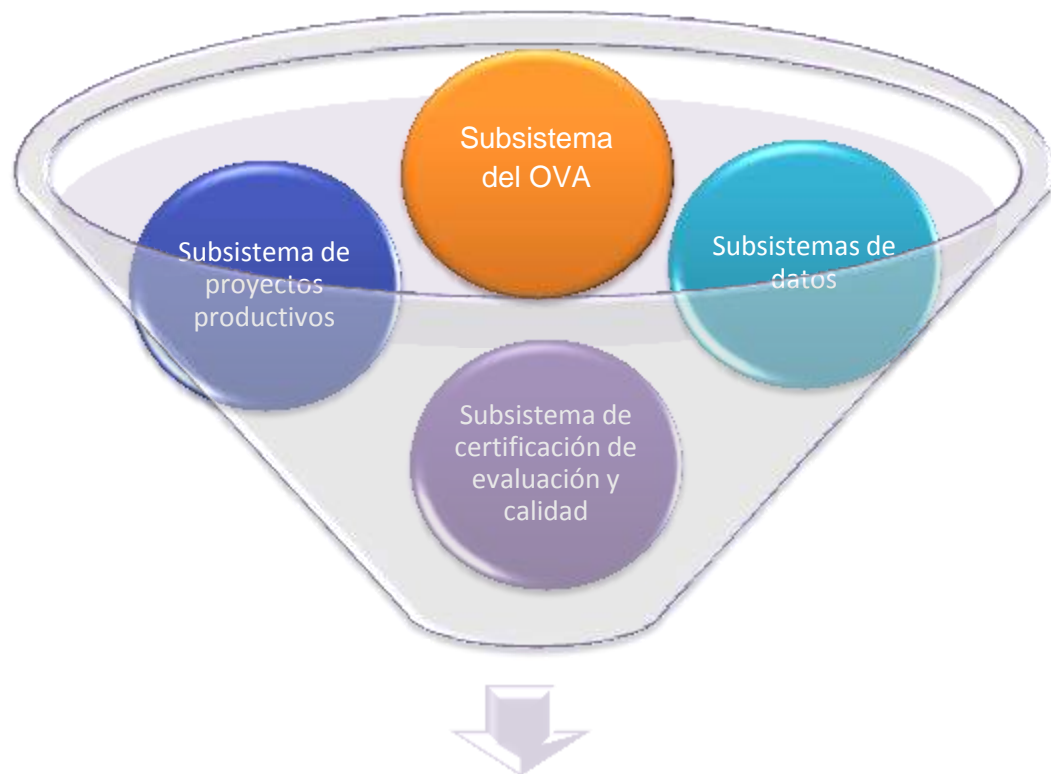 Subsistema
del OVA
Subsistema de
proyectos
productivos
Subsistemas de
datos
Subsistema de
certificación de
evaluación y
calidad